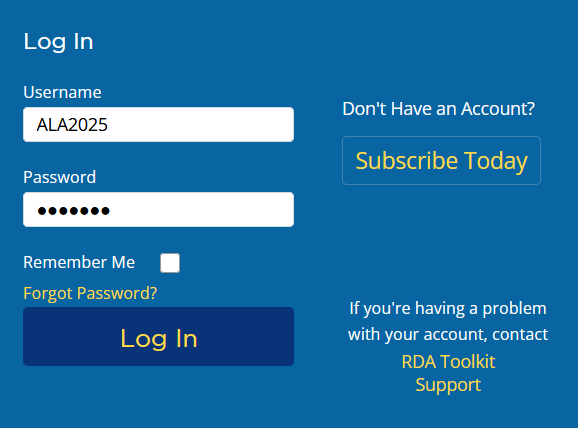 Log In
Username
ALA2025
Password
●●●●●●●
Remember Me
Forgot Password?
Log In
Don't Have an Account?
Subscribe Today
If you're having a problem
with your account, contact
RDA Toolkit
Support